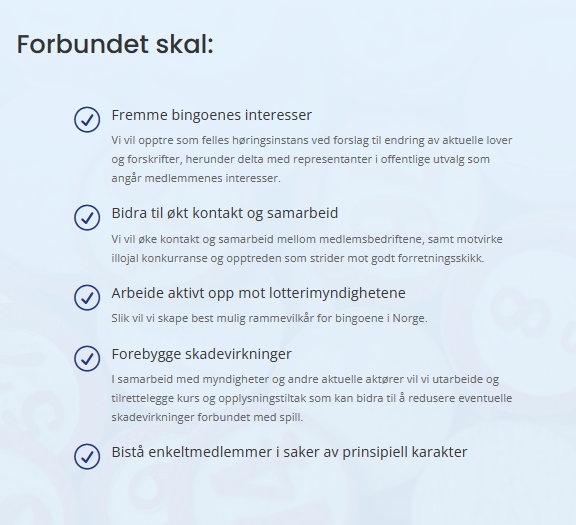 Forbundet skal:
Fremme bingoenes interesser
Vi vil opptre som felles høringsinstans ved forslag til endring av aktuelle lover
og forskrifter, herunder delta med representanter i offentlige utvalg som
angår medlemmenes interesser.
Bidra til økt kontakt og samarbeid
Vi vil øke kontakt og samarbeid mellom medlemsbedriftene, samt motvirke
illojal konkurranse og opptreden som strider mot godt forretningsskikk.
Arbeide aktivt opp mot lotterimyndighetene
Slik vil vi skape best mulig rammevilkår for bingoene i Norge.
Forebygge skadevirkninger
I samarbeid med myndigheter og andre aktuelle aktører vil vi utarbeide og
tilrettelegge kurs og opplysningstiltak som kan bidra til å redusere eventuelle
skadevirkninger forbundet med spill.
Bistå enkeltmedlemmer i saker av prinsipiell karakter